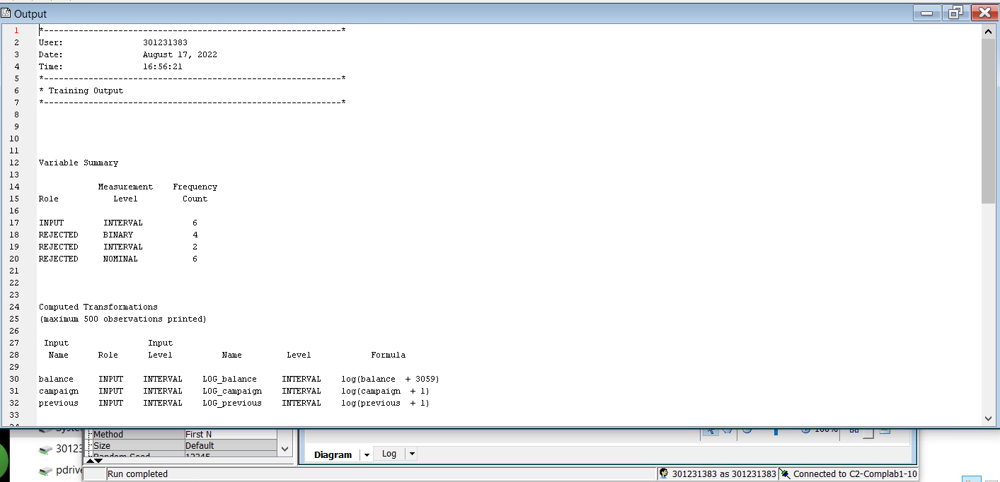 Output
1 *------------------------------------------------------------*
2 User: 301231383
3 Date: August 17, 2022
4 Time: 16:56:21
5 *------------------------------------------------------------*
6 * Training Output
7 *------------------------------------------------------------*
8
9
10
11
12 Variable Summary
13
14 Measurement Frequency
15 Role Level Count
16
17 INPUT INTERVAL 6
18 REJECTED BINARY 4
19 REJECTED INTERVAL 2
20 REJECTED NOMINAL 6
21
22
23
24 Computed Transformations
25 (maximum 500 observations printed)
26
27 Input Input
28 Name Role Level Name Level Formula
29
30 balance INPUT INTERVAL LOG_balance INTERVAL log(balance + 3059)
31 campaign INPUT INTERVAL LOG_campaign INTERVAL log(campaign + 1)
32 previous INPUT INTERVAL LOG_previous INTERVAL log(previous + 1)
33
Method First N
Size Default
Random Seed 12345
30123
pdrive
100%
Diagram Log
Run completed
301231383 as 301231383 Connected to C2-Complab1-10